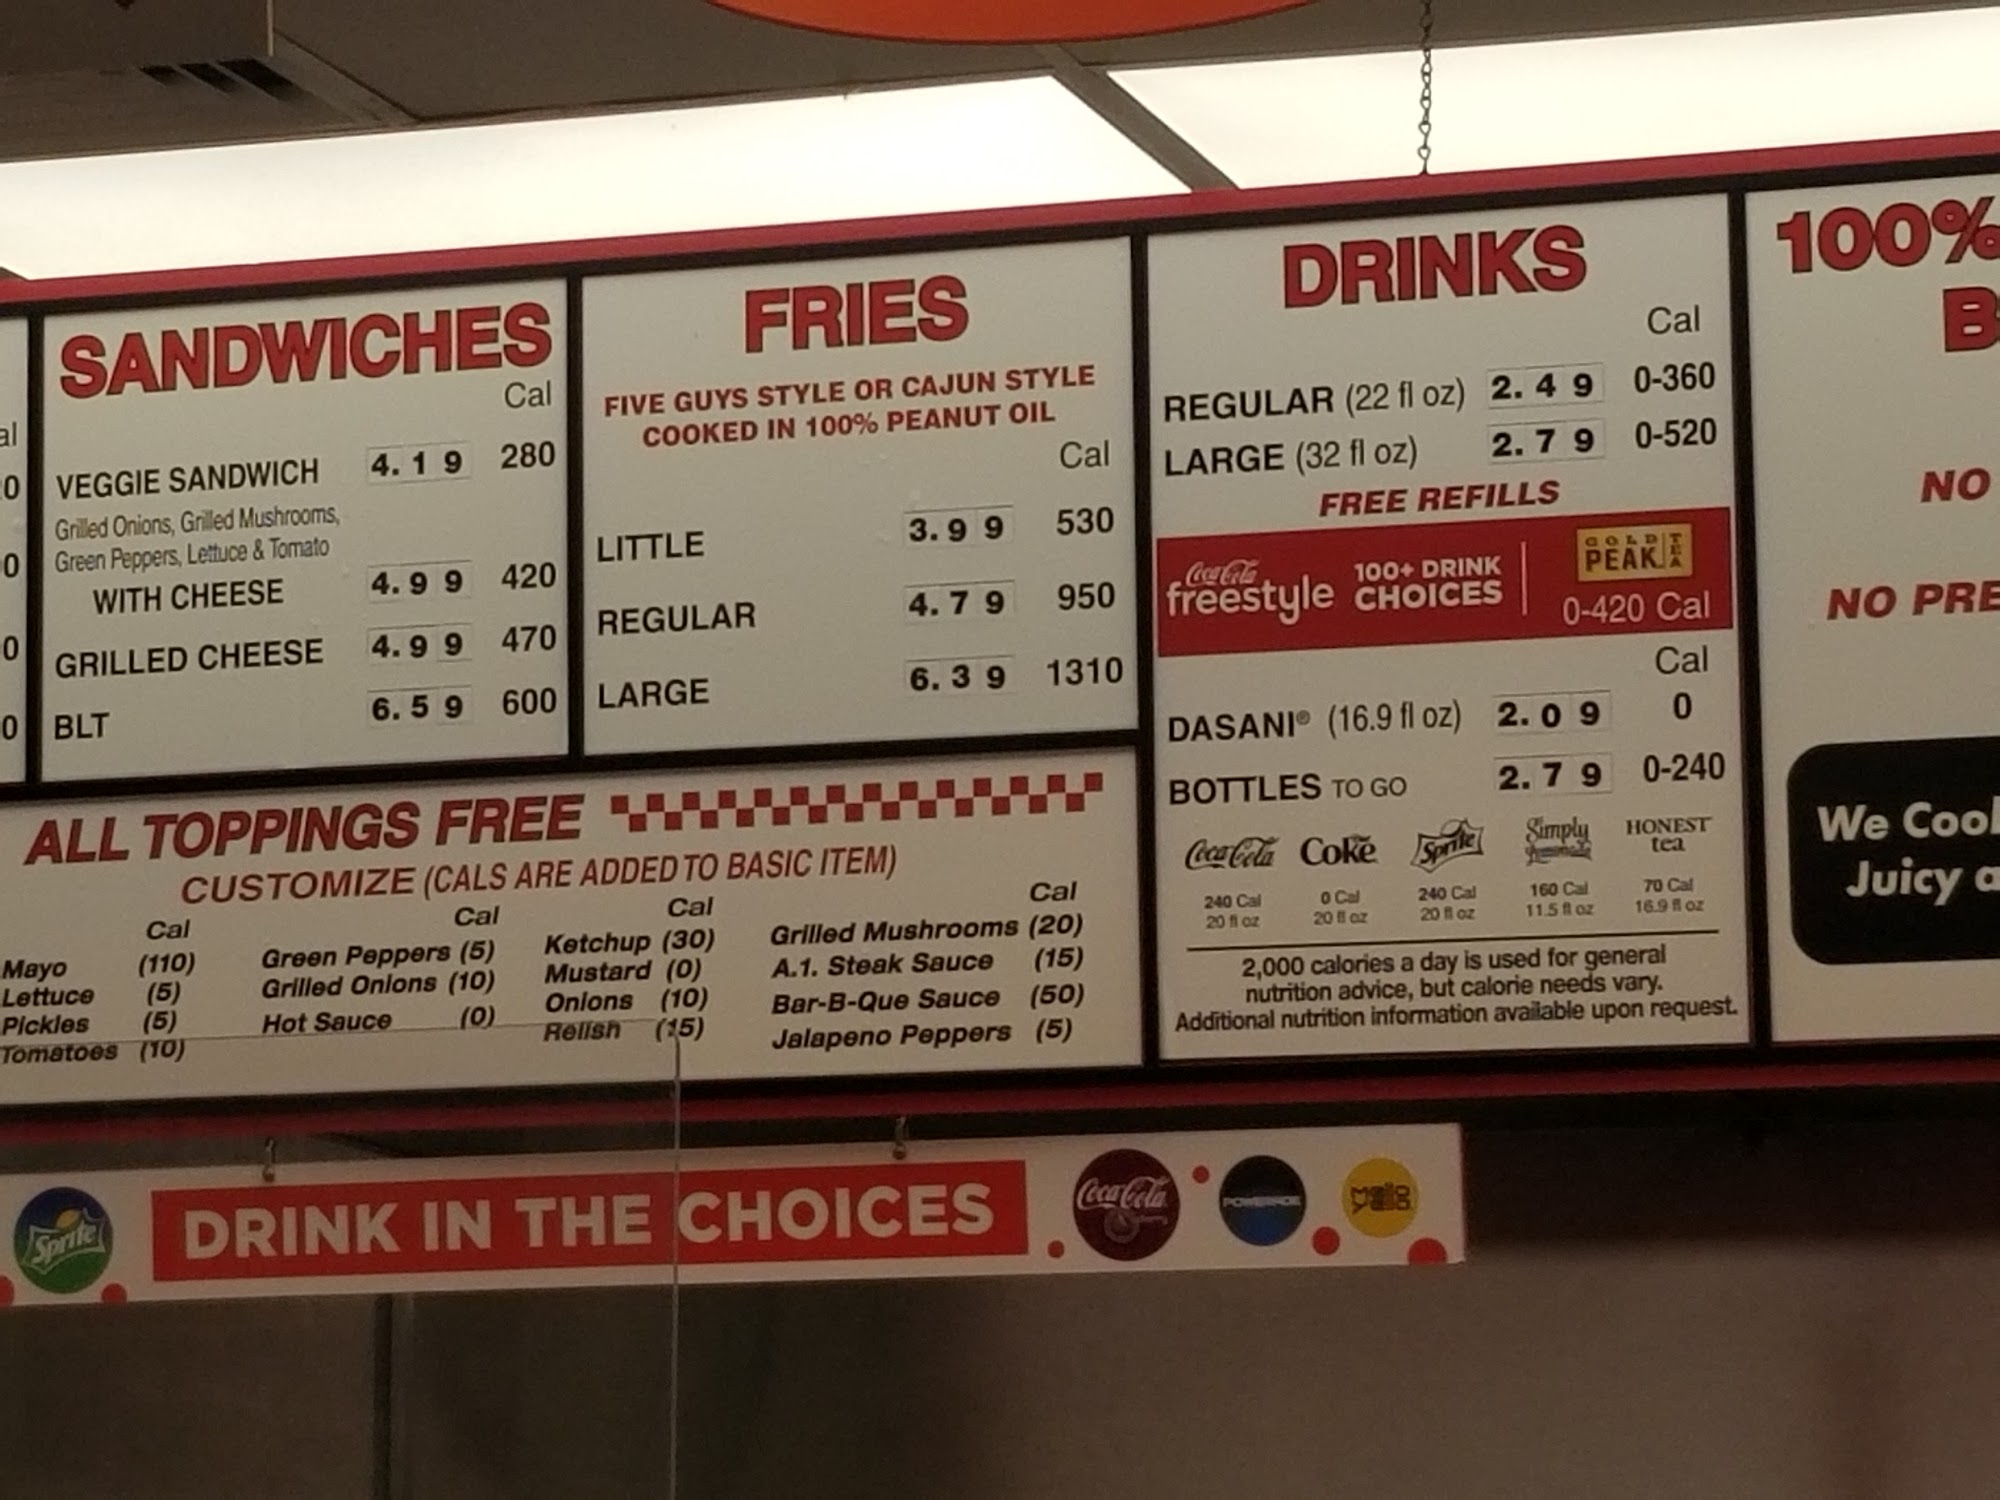 SANDWICHES
Cal
VEGGIE SANDWICH 4.19 280
Grilled Onions, Grilled Mushrooms,
Green Peppers, Lettuce & Tomato
WITH CHEESE 4.99 420
GRILLED CHEESE 4.99 470
BLT 6.59 600
FRIES
FIVE GUYS STYLE OR CAJUN STYLE
COOKED IN 100% PEANUT OIL
Cal
LITTLE 3.99 530
REGULAR 4.79 950
LARGE 6.39 1310
DRINKS
Cal
REGULAR (22 fl oz) 2.49 0-360
LARGE (32 fl oz) 2.79 0-520
FREE REFILLS
Coca-Cola
freestyle
100+ DRINK
CHOICES
GOLD PEAK TEA
0-420 Cal
Cal
DASANI® (16.9 fl oz) 2.09 0
BOTTLES TO GO 2.79 0-240
Coca-Cola Coke Sprite Simply Lemonade HONEST tea
240 Cal 0 Cal 240 Cal 160 Cal 70 Cal
20 fl oz 20 fl oz 20 fl oz 11.5 fl oz 16.9 fl oz
2,000 calories a day is used for general
nutrition advice, but calorie needs vary.
Additional nutrition information available upon request.
100%
B
NO
NO PRE
We Cool
Juicy a
ALL TOPPINGS FREE
CUSTOMIZE (CALS ARE ADDED TO BASIC ITEM)
Cal Cal Cal Cal
Mayo (110) Green Peppers (5) Ketchup (30) Grilled Mushrooms (20)
Lettuce (5) Grilled Onions (10) Mustard (0) A.1. Steak Sauce (15)
Pickles (5) Hot Sauce (0) Onions (10) Bar-B-Que Sauce (50)
Tomatoes (10) Relish (15) Jalapeno Peppers (5)
Sprite DRINK IN THE CHOICES Coca-Cola POWERADE mello yello